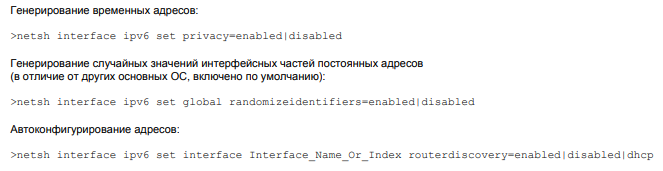 Генерирование временных адресов:
>netsh interface ipv6 set privacy=enabled|disabled
Генерирование случайных значений интерфейсных частей постоянных адресов
(в отличие от других основных ОС, включено по умолчанию):
>netsh interface ipv6 set global randomizeidentifiers=enabled|disabled
Автоконфигурирование адресов:
>netsh interface ipv6 set interface Interface_Name_Or_Index routerdiscovery=enabled|disabled|dhcp